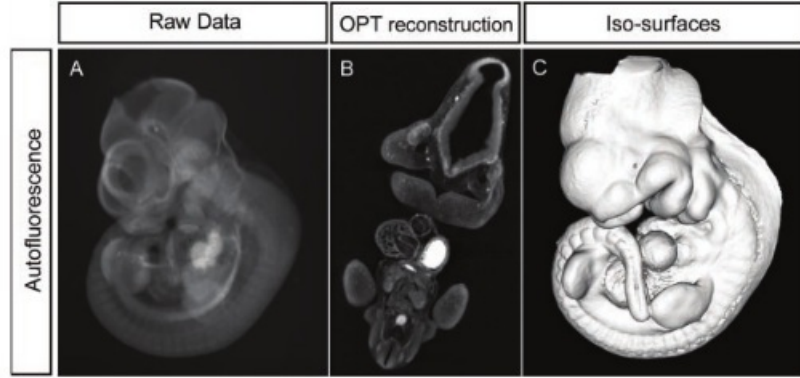 Raw Data
OPT reconstruction
Iso-surfaces
Autofluorescence
A
B
C